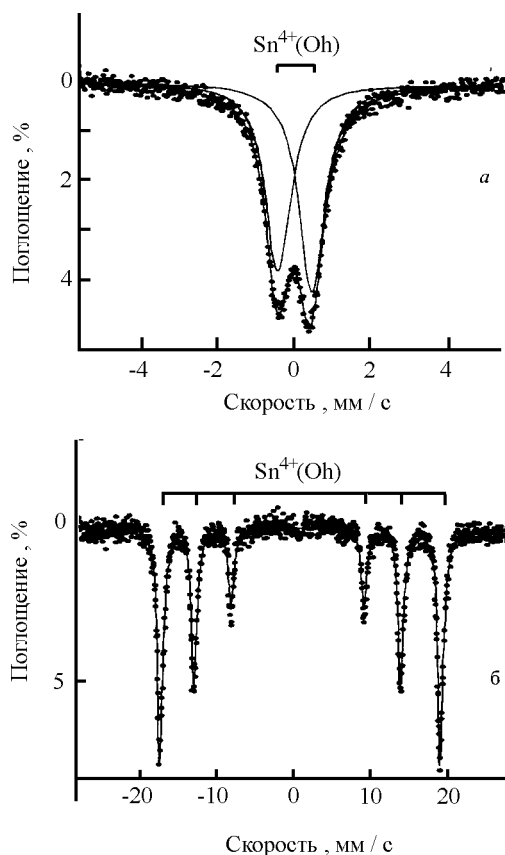 Sn⁴⁺(Oh)
0
2
4
Поглощение , %
а
-4 -2 0 2 4
Скорость , мм / с
Sn⁴⁺(Oh)
0
5
Поглощение , %
б
-20 -10 0 10 20
Скорость , мм / с